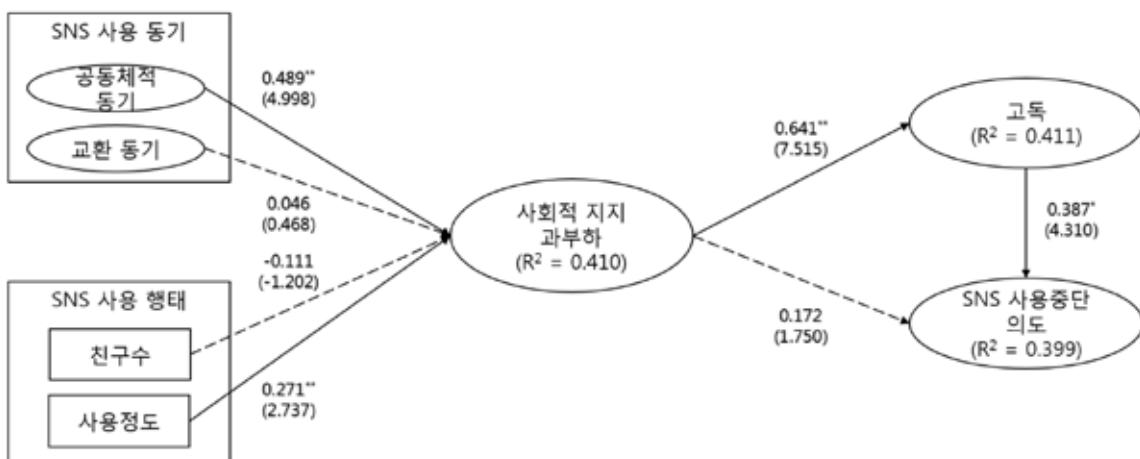 SNS 사용 동기
공동체적
동기
교환 동기
0.489**
(4.998)
0.046
(0.468)
-0.111
(-1.202)
SNS 사용 행태
친구수
사용정도
0.271**
(2.737)
사회적 지지
과부하
(R² = 0.410)
0.641**
(7.515)
0.172
(1.750)
고독
(R² = 0.411)
0.387*
(4.310)
SNS 사용중단
의도
(R² = 0.399)